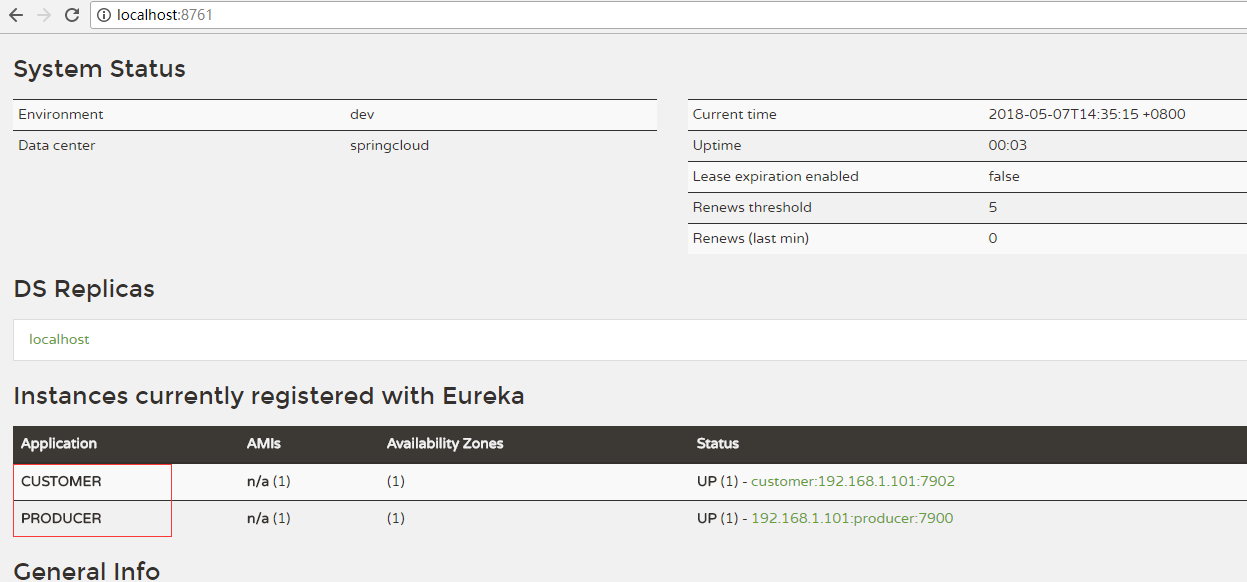 localhost:8761
System Status
Environment dev
Data center springcloud
Current time 2018-05-07T14:35:15 +0800
Uptime 00:03
Lease expiration enabled false
Renews threshold 5
Renews (last min) 0
DS Replicas
localhost
Instances currently registered with Eureka
Application AMIs Availability Zones Status
CUSTOMER n/a (1) (1) UP (1) - customer:192.168.1.101:7902
PRODUCER n/a (1) (1) UP (1) - 192.168.1.101:producer:7900
General Info